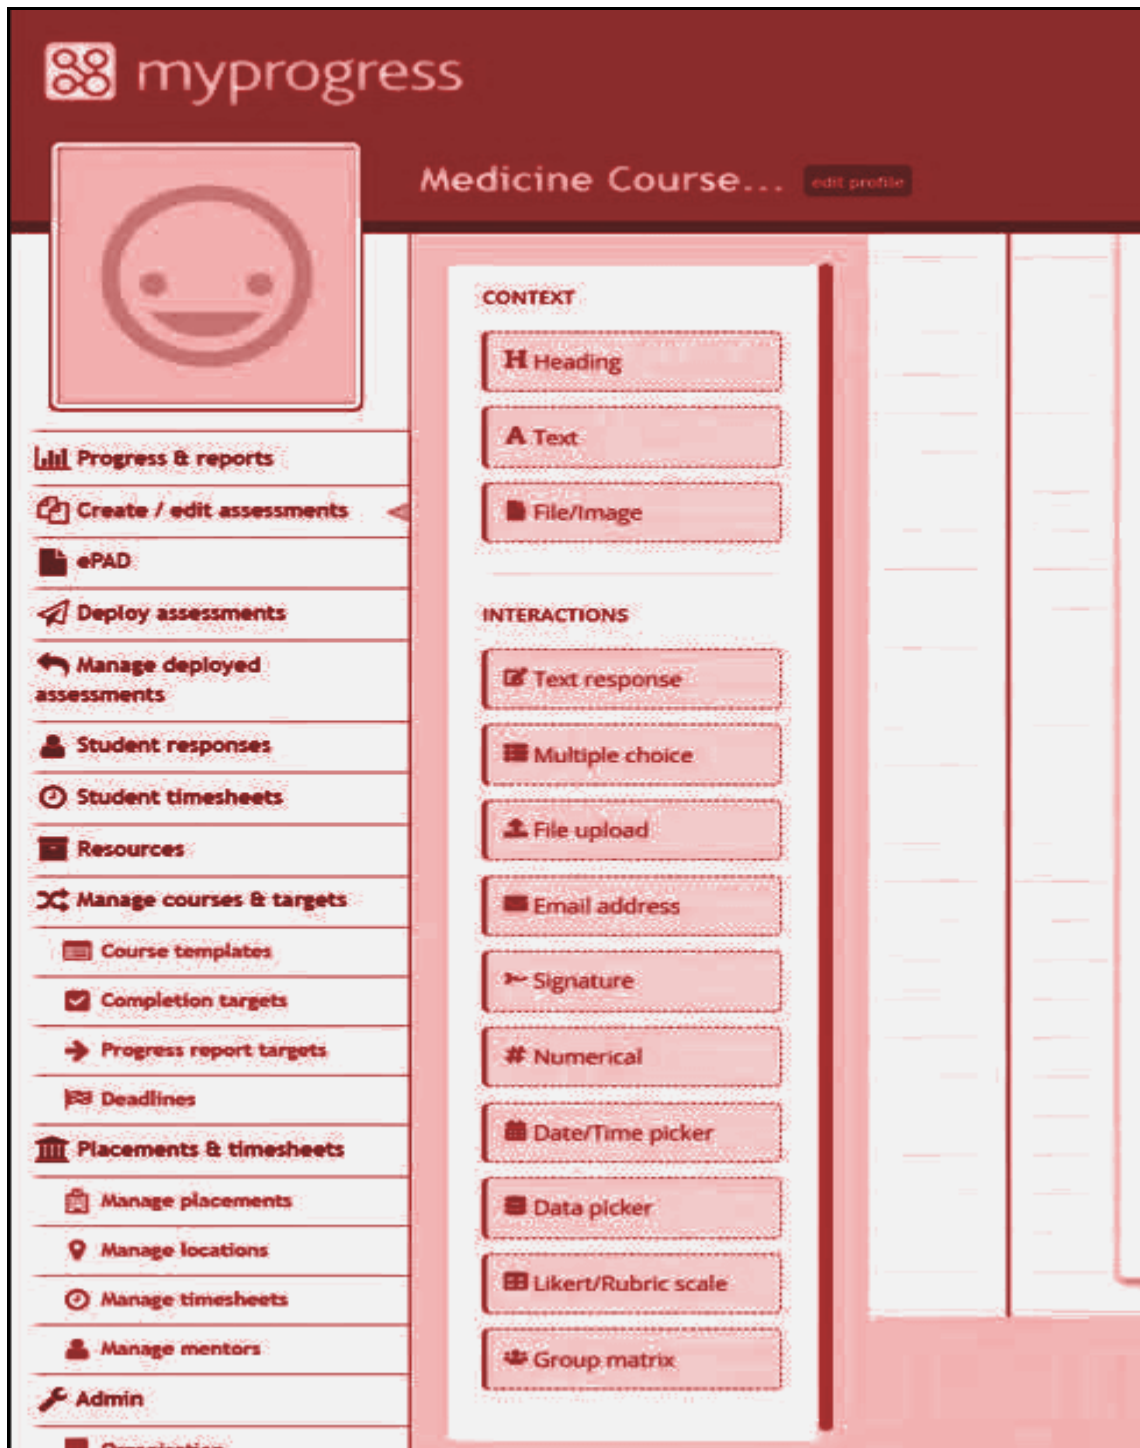 myprogress
Medicine Course...
edit profile
Progress & reports
Create / edit assessments
ePAD
Deploy assessments
Manage deployed
assessments
Student responses
Student timesheets
Resources
Manage courses & targets
Course templates
Completion targets
Progress report targets
Deadlines
Placements & timesheets
Manage placements
Manage locations
Manage timesheets
Manage mentors
Admin
CONTEXT
H Heading
A Text
File/Image
INTERACTIONS
Text response
Multiple choice
File upload
Email address
Signature
# Numerical
Date/Time picker
Data picker
Likert/Rubric scale
Group matrix